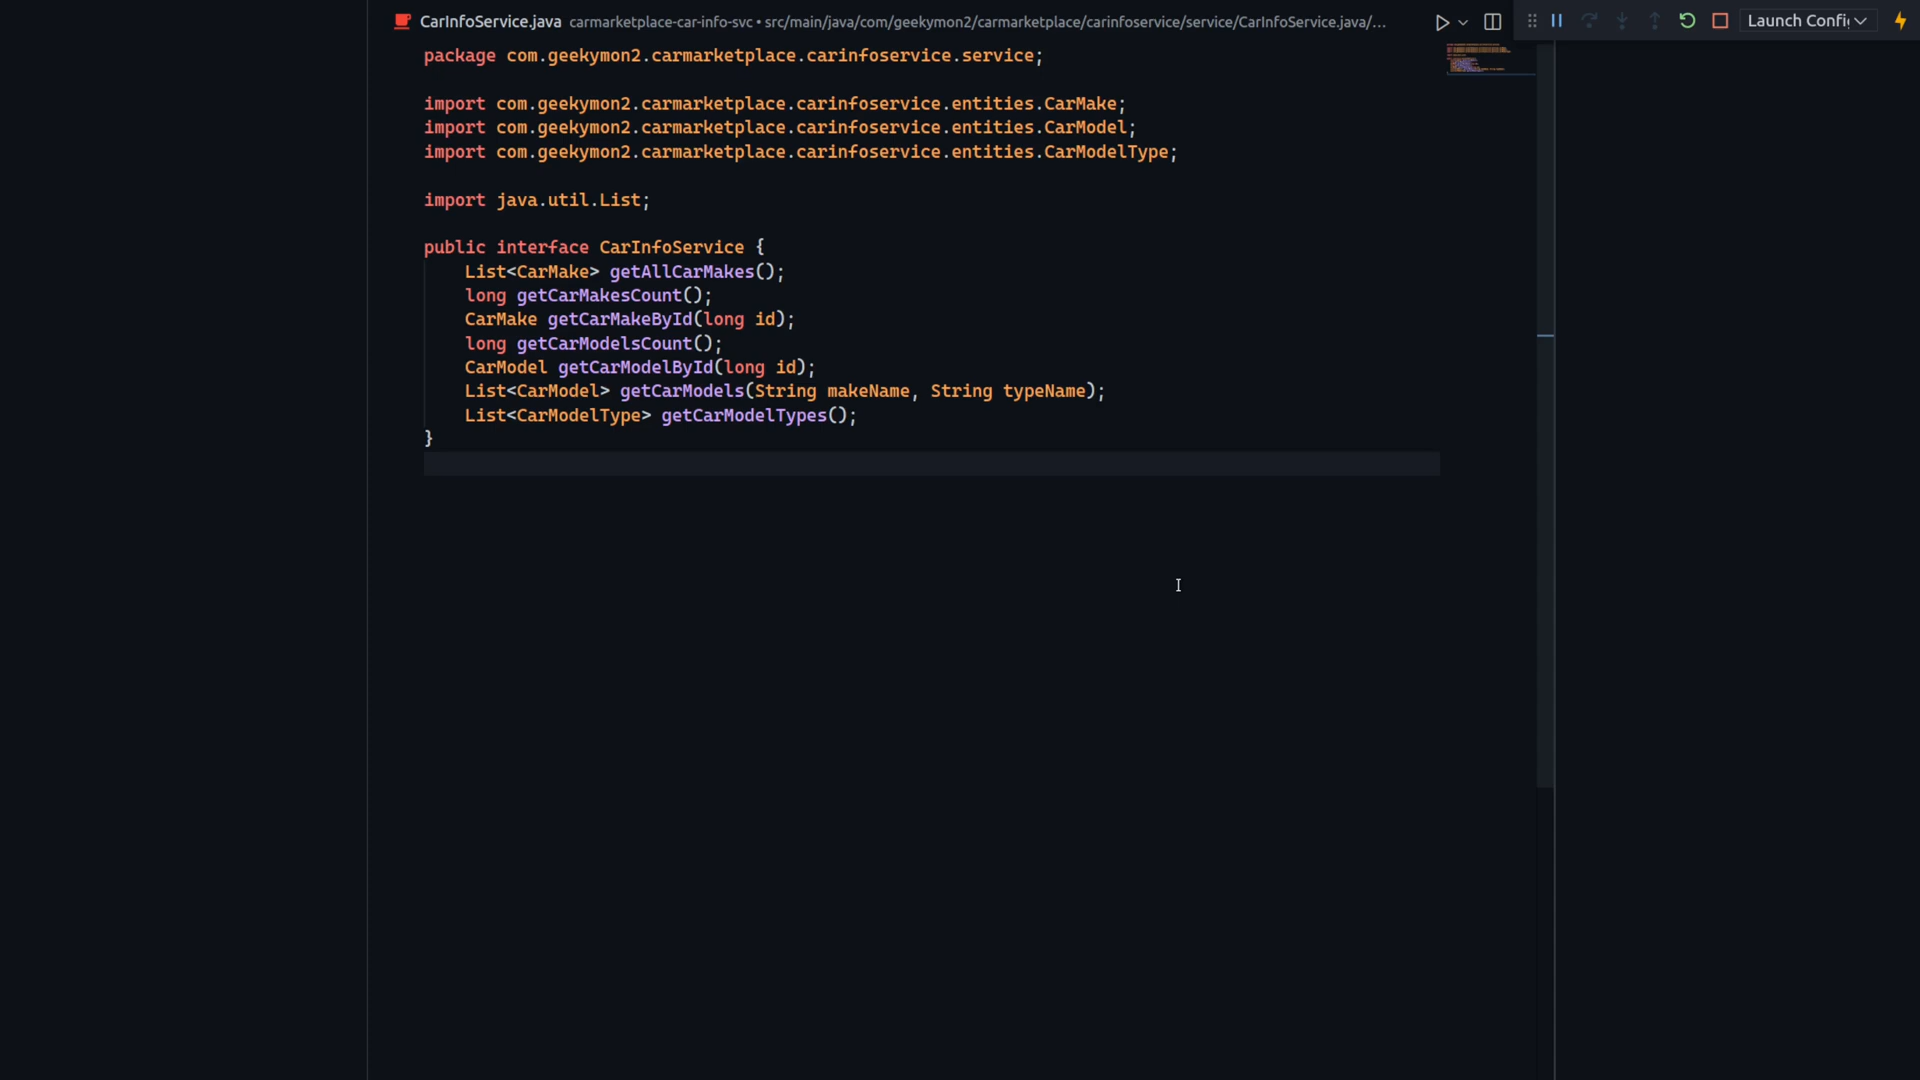 CarInfoService.java carmarketplace-car-info-svc • src/main/java/com/geekymon2/carmarketplace/carinfoservice/service/CarInfoService.java/...
Launch Confi
package com.geekymon2.carmarketplace.carinfoservice.service;
import com.geekymon2.carmarketplace.carinfoservice.entities.CarMake;
import com.geekymon2.carmarketplace.carinfoservice.entities.CarModel;
import com.geekymon2.carmarketplace.carinfoservice.entities.CarModelType;
import java.util.List;
public interface CarInfoService {
List<CarMake> getAllCarMakes();
long getCarMakesCount();
CarMake getCarMakeById(long id);
long getCarModelsCount();
CarModel getCarModelById(long id);
List<CarModel> getCarModels(String makeName, String typeName);
List<CarModelType> getCarModelTypes();
}